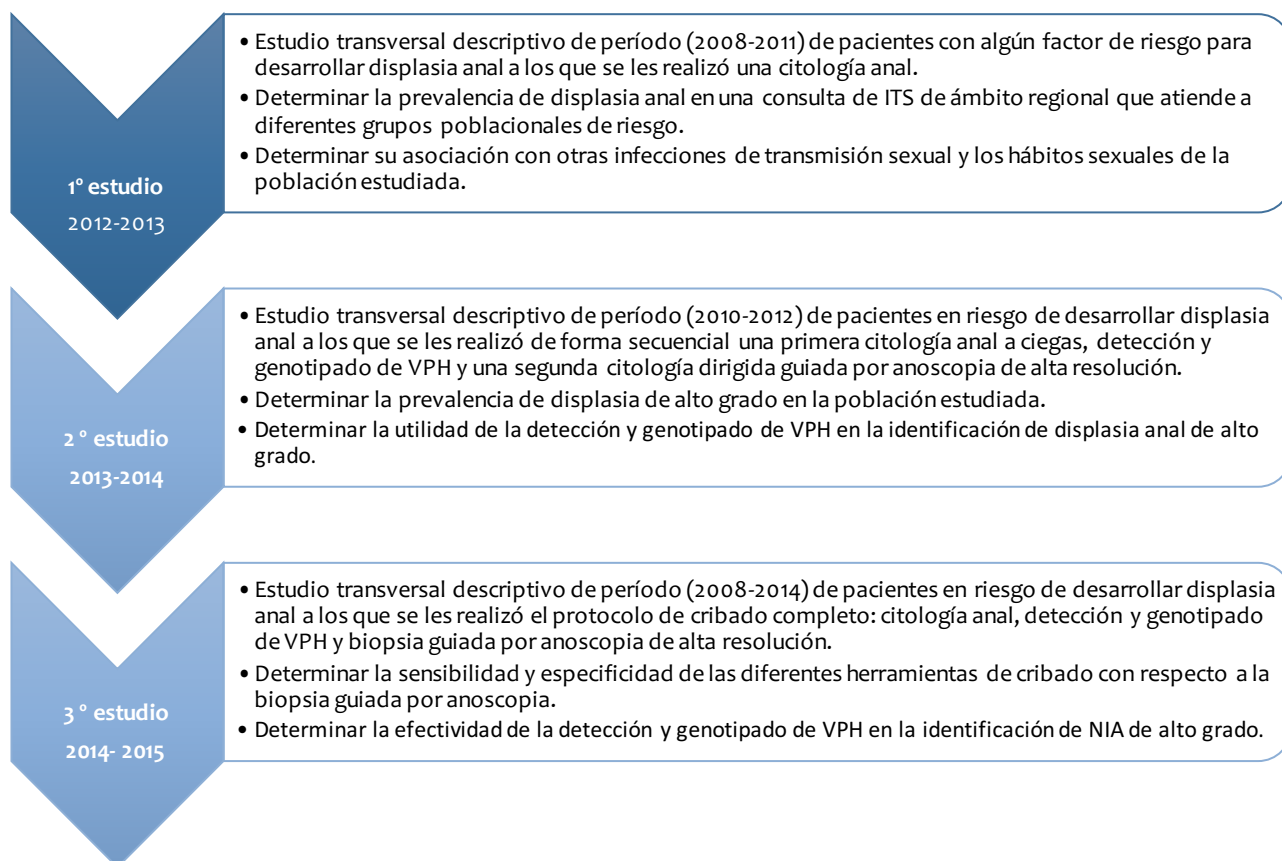 1º estudio
2012-2013
• Estudio transversal descriptivo de período (2008-2011) de pacientes con algún factor de riesgo para
desarrollar displasia anal a los que se les realizó una citología anal.
• Determinar la prevalencia de displasia anal en una consulta de ITS de ámbito regional que atiende a
diferentes grupos poblacionales de riesgo.
• Determinar su asociación con otras infecciones de transmisión sexual y los hábitos sexuales de la
población estudiada.
2 º estudio
2013-2014
• Estudio transversal descriptivo de período (2010-2012) de pacientes en riesgo de desarrollar displasia
anal a los que se les realizó de forma secuencial una primera citología anal a ciegas, detección y
genotipado de VPH y una segunda citología dirigida guiada por anoscopia de alta resolución.
• Determinar la prevalencia de displasia de alto grado en la población estudiada.
• Determinar la utilidad de la detección y genotipado de VPH en la identificación de displasia anal de alto
grado.
3 º estudio
2014- 2015
• Estudio transversal descriptivo de período (2008-2014) de pacientes en riesgo de desarrollar displasia
anal a los que se les realizó el protocolo de cribado completo: citología anal, detección y genotipado
de VPH y biopsia guiada por anoscopia de alta resolución.
• Determinar la sensibilidad y especificidad de las diferentes herramientas de cribado con respecto a la
biopsia guiada por anoscopia.
• Determinar la efectividad de la detección y genotipado de VPH en la identificación de NIA de alto grado.